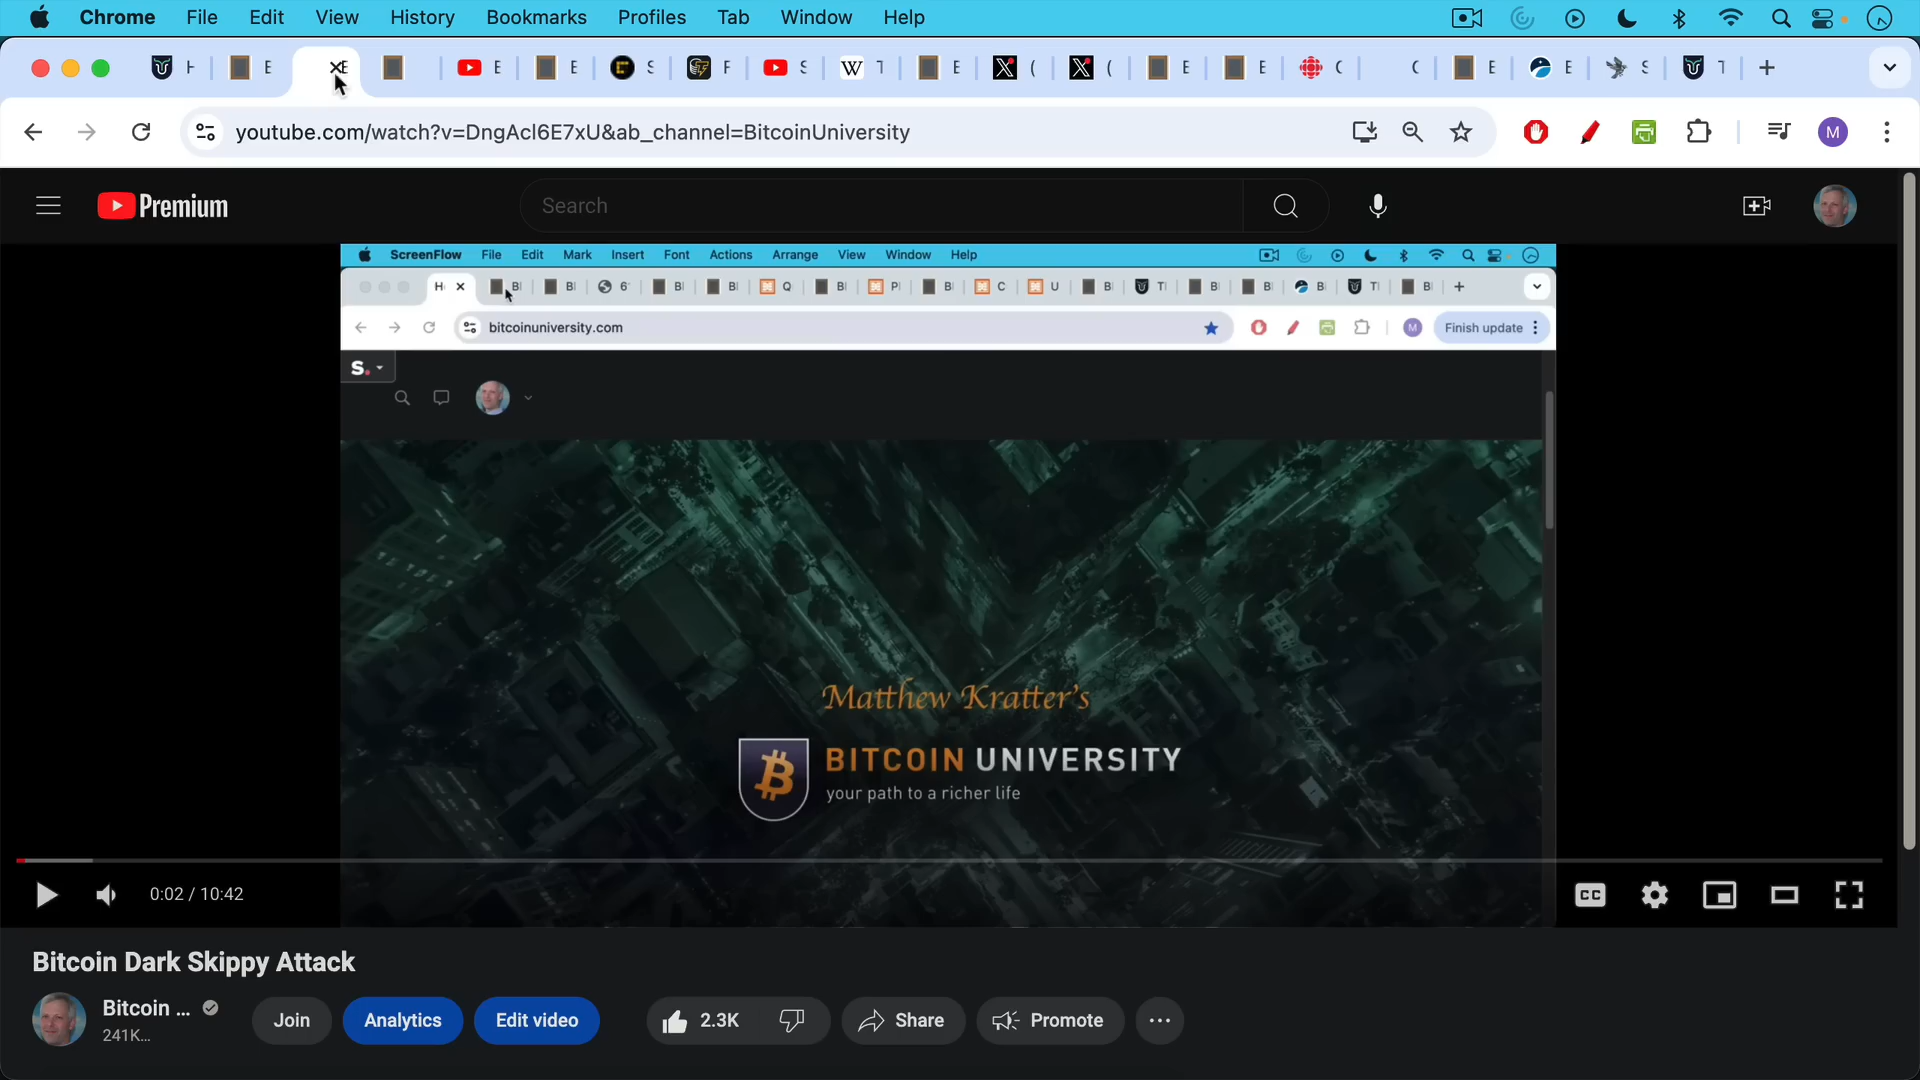 Chrome File Edit View History Bookmarks Profiles Tab Window Help
youtube.com/watch?v=DngAcl6E7xU&ab_channel=BitcoinUniversity
M
Premium
Search
ScreenFlow File Edit Mark Insert Font Actions Arrange View Window Help
bitcoinuniversity.com
M
Finish update
S.
Matthew Kratter's
BITCOIN UNIVERSITY
your path to a richer life
0:02 / 10:42
CC
Bitcoin Dark Skippy Attack
Bitcoin ...
241K...
Join
Analytics
Edit video
2.3K
Share
Promote